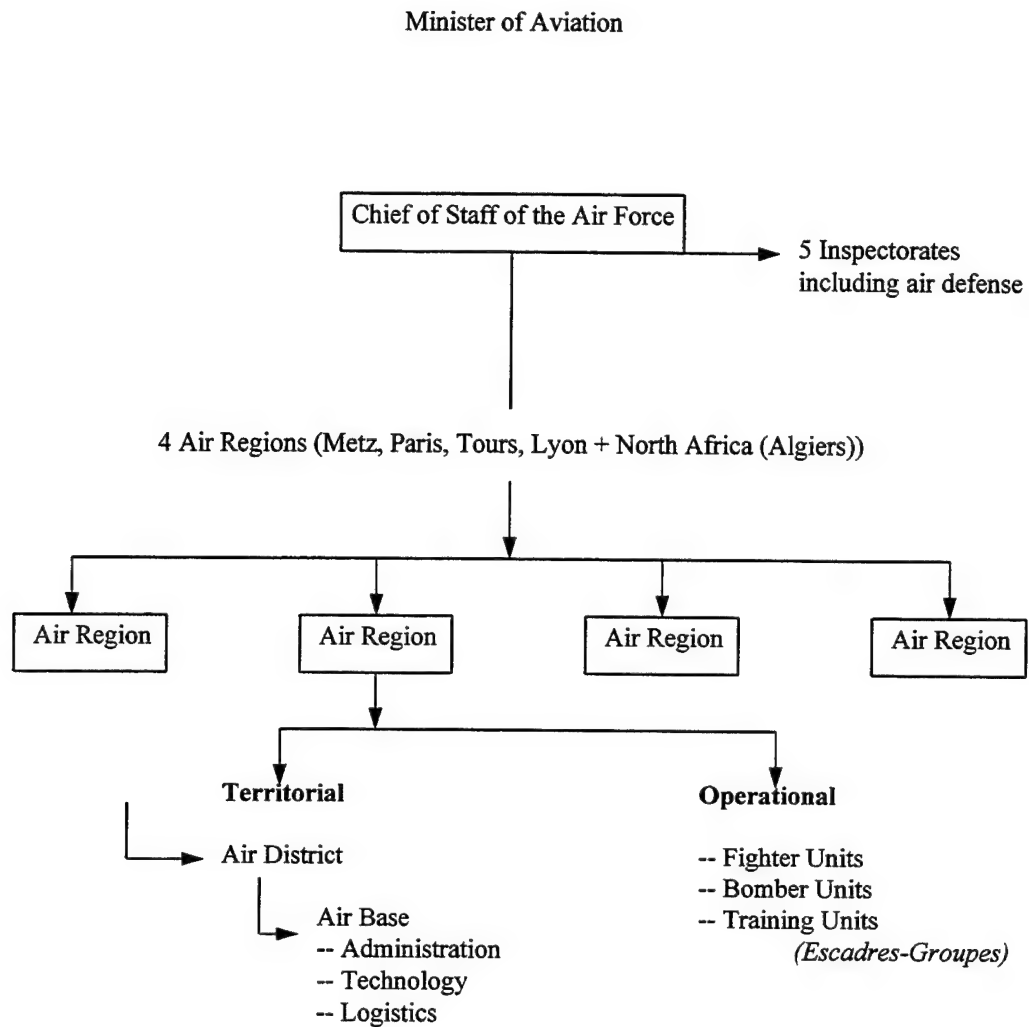 Minister of Aviation
Chief of Staff of the Air Force
5 Inspectorates
including air defense
4 Air Regions (Metz, Paris, Tours, Lyon + North Africa (Algiers))
Air Region
Air Region
Air Region
Air Region
Territorial
Air District
Air Base
-- Administration
-- Technology
-- Logistics
Operational
-- Fighter Units
-- Bomber Units
-- Training Units
(Escadres-Groupes)